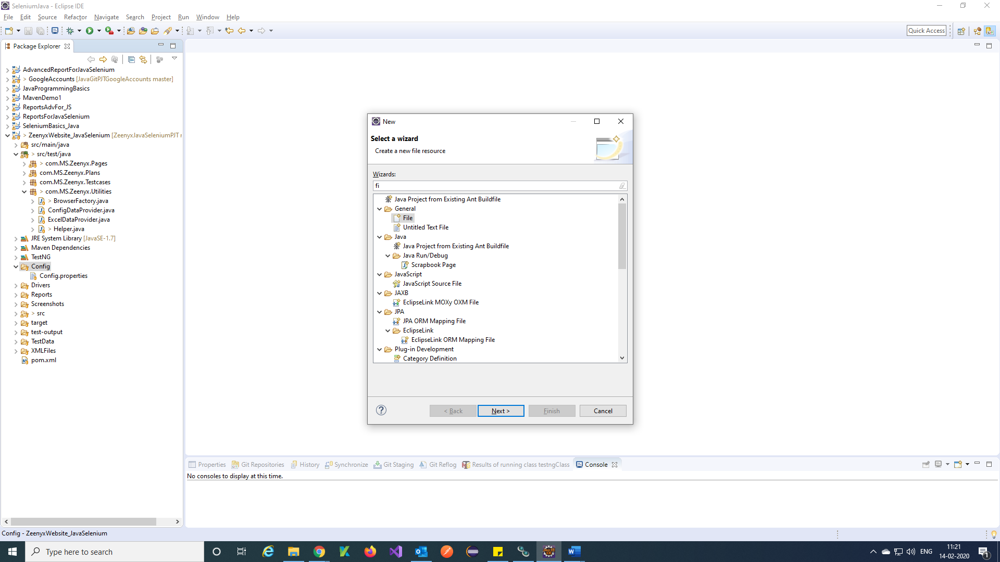 SeleniumJava - Eclipse IDE
File Edit Source Refactor Navigate Search Project Run Window Help
Quick Access
Package Explorer
AdvancedReportForJavaSelenium
> GoogleAccounts [JavaGitPJTGoogleAccounts master]
JavaProgrammingBasics
MavenDemo1
ReportsAdvFor_JS
ReportsForJavaSelenium
SeleniumBasics_Java
> ZeenyxWebsite_JavaSelenium [ZeenyxJavaSeleniumPJT
src/main/java
> src/test/java
> com.MS.Zeenyx.Pages
com.MS.Zeenyx.Plans
com.MS.Zeenyx.Testcases
> com.MS.Zeenyx.Utilities
> BrowserFactory.java
ConfigDataProvider.java
ExcelDataProvider.java
> Helper.java
JRE System Library [JavaSE-1.7]
Maven Dependencies
TestNG
Config
Config.properties
Drivers
Reports
Screenshots
> src
target
test-output
TestData
XMLFiles
pom.xml
New
Select a wizard
Create a new file resource
Wizards:
fi
Java Project from Existing Ant Buildfile
General
File
Untitled Text File
Java
Java Project from Existing Ant Buildfile
Java Run/Debug
Scrapbook Page
JavaScript
JavaScript Source File
JAXB
EclipseLink MOXy OXM File
JPA
JPA ORM Mapping File
EclipseLink
EclipseLink ORM Mapping File
Plug-in Development
Category Definition
< Back Next > Finish Cancel
Properties Git Repositories History Synchronize Git Staging Git Reflog Results of running class testngClass Console
No consoles to display at this time.
Config - ZeenyxWebsite_JavaSelenium
Type here to search
ENG
11:21
14-02-2020
1